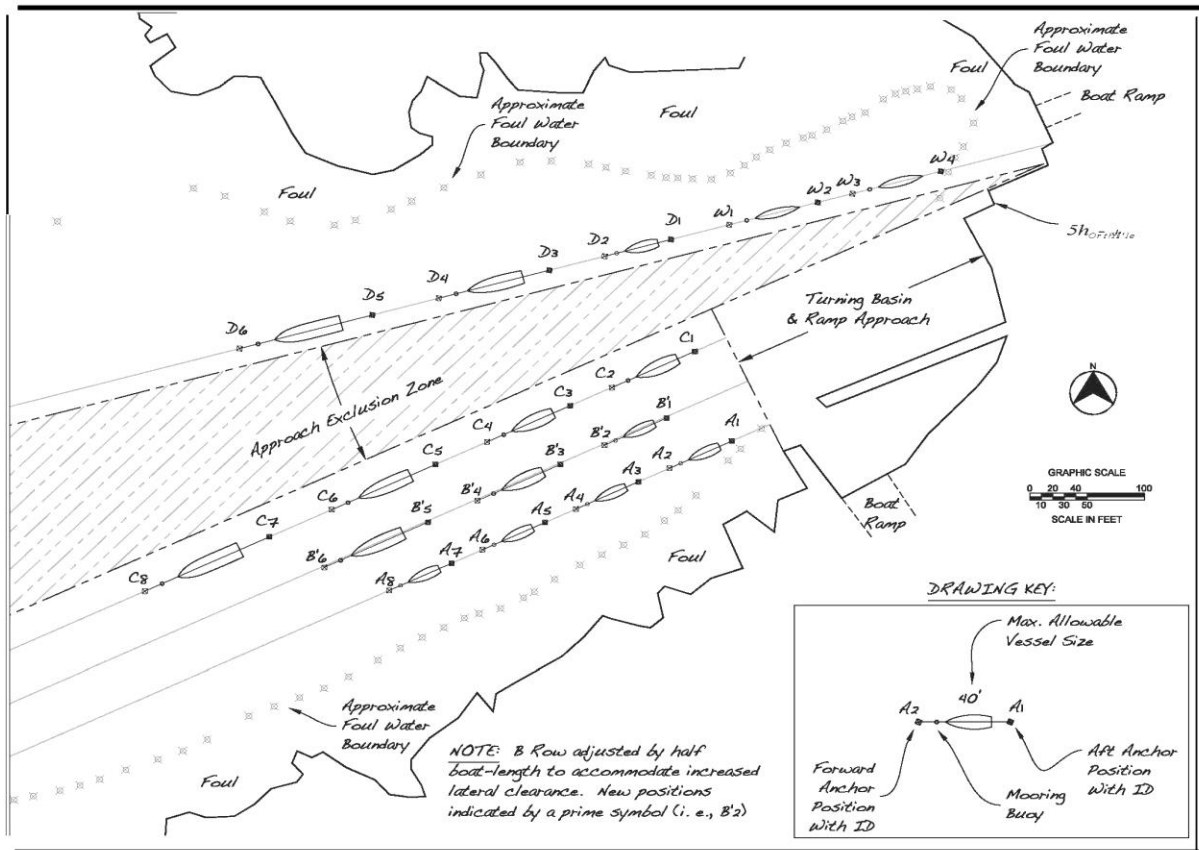 Approximate
Foul Water
Boundary
Foul
Boat Ramp
Approximate
Foul Water
Boundary
Foul
Foul
W4
W3
W2
W1
D1
D2
D3
D4
D5
D6
Turning Basin
& Ramp Approach
Approach Exclusion Zone
C1
C2
C3
C4
C5
C6
C7
C8
B'1
B'2
B'3
B'4
B'5
B'6
A1
A2
A3
A4
A5
A6
A7
A8
N
GRAPHIC SCALE
0 20 40 100
10 30 50
SCALE IN FEET
Boat
Ramp
Foul
Approximate
Foul Water
Boundary
Foul
NOTE: B Row adjusted by half
boat-length to accommodate increased
lateral clearance. New positions
indicated by a prime symbol (i. e., B'2)
DRAWING KEY:
Max. Allowable
Vessel Size
40'
A2
A1
Forward
Anchor
Position
With ID
Mooring
Buoy
Aft Anchor
Position
With ID